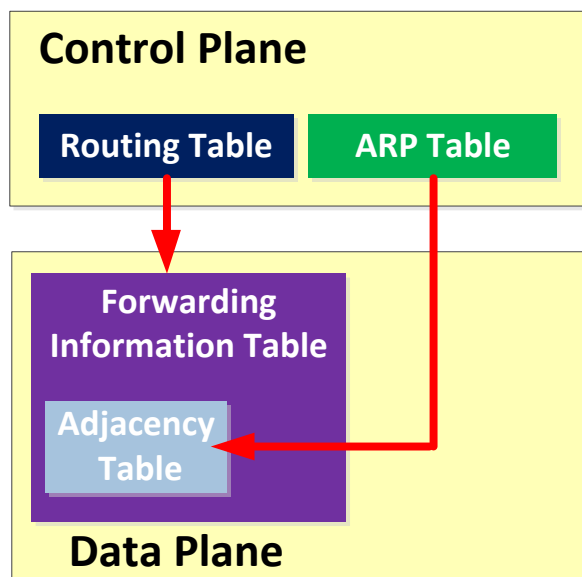 Control Plane
Routing Table
ARP Table
Forwarding
Information Table
Adjacency
Table
Data Plane